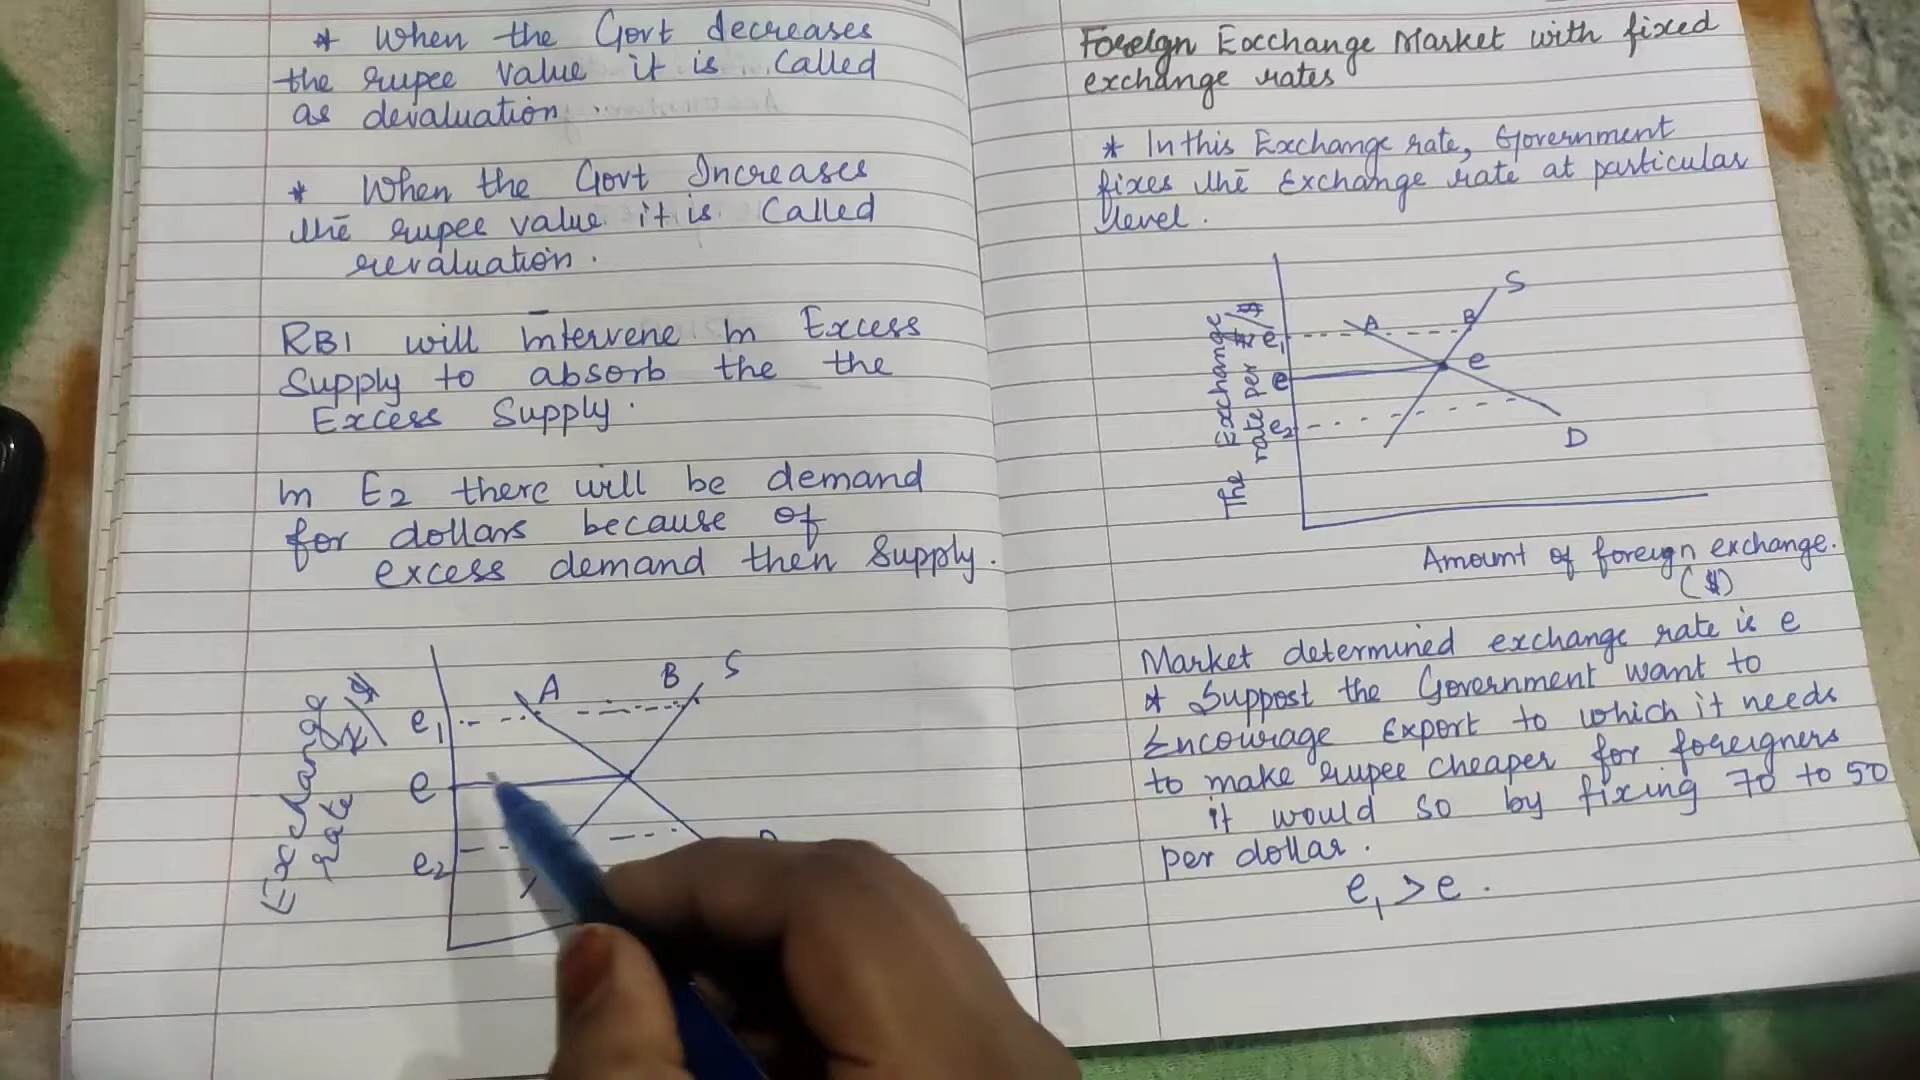 * When the Govt decreases
the rupee value it is called
as devaluation.
* When the Govt Increases
the rupee value it is called
revaluation.
RBI will intervene in Excess
Supply to absorb the the
Excess Supply.
In E2 there will be demand
for dollars because of
excess demand then Supply.
Exchange
rate
A
B
S
e1
e
e2
Foreign Exchange Market with fixed
exchange rates
* In this Exchange rate, Government
fixes the Exchange rate at particular
level.
The Exchange
rate per ₹/$
S
A
B
e1
e
e
e2
D
Amount of foreign exchange.
($)
Market determined exchange rate is e
* Suppost the Government want to
Encourage Export to which it needs
to make rupee cheaper for foreigners
it would so by fixing 70 to 50
per dollar.
e1 > e.